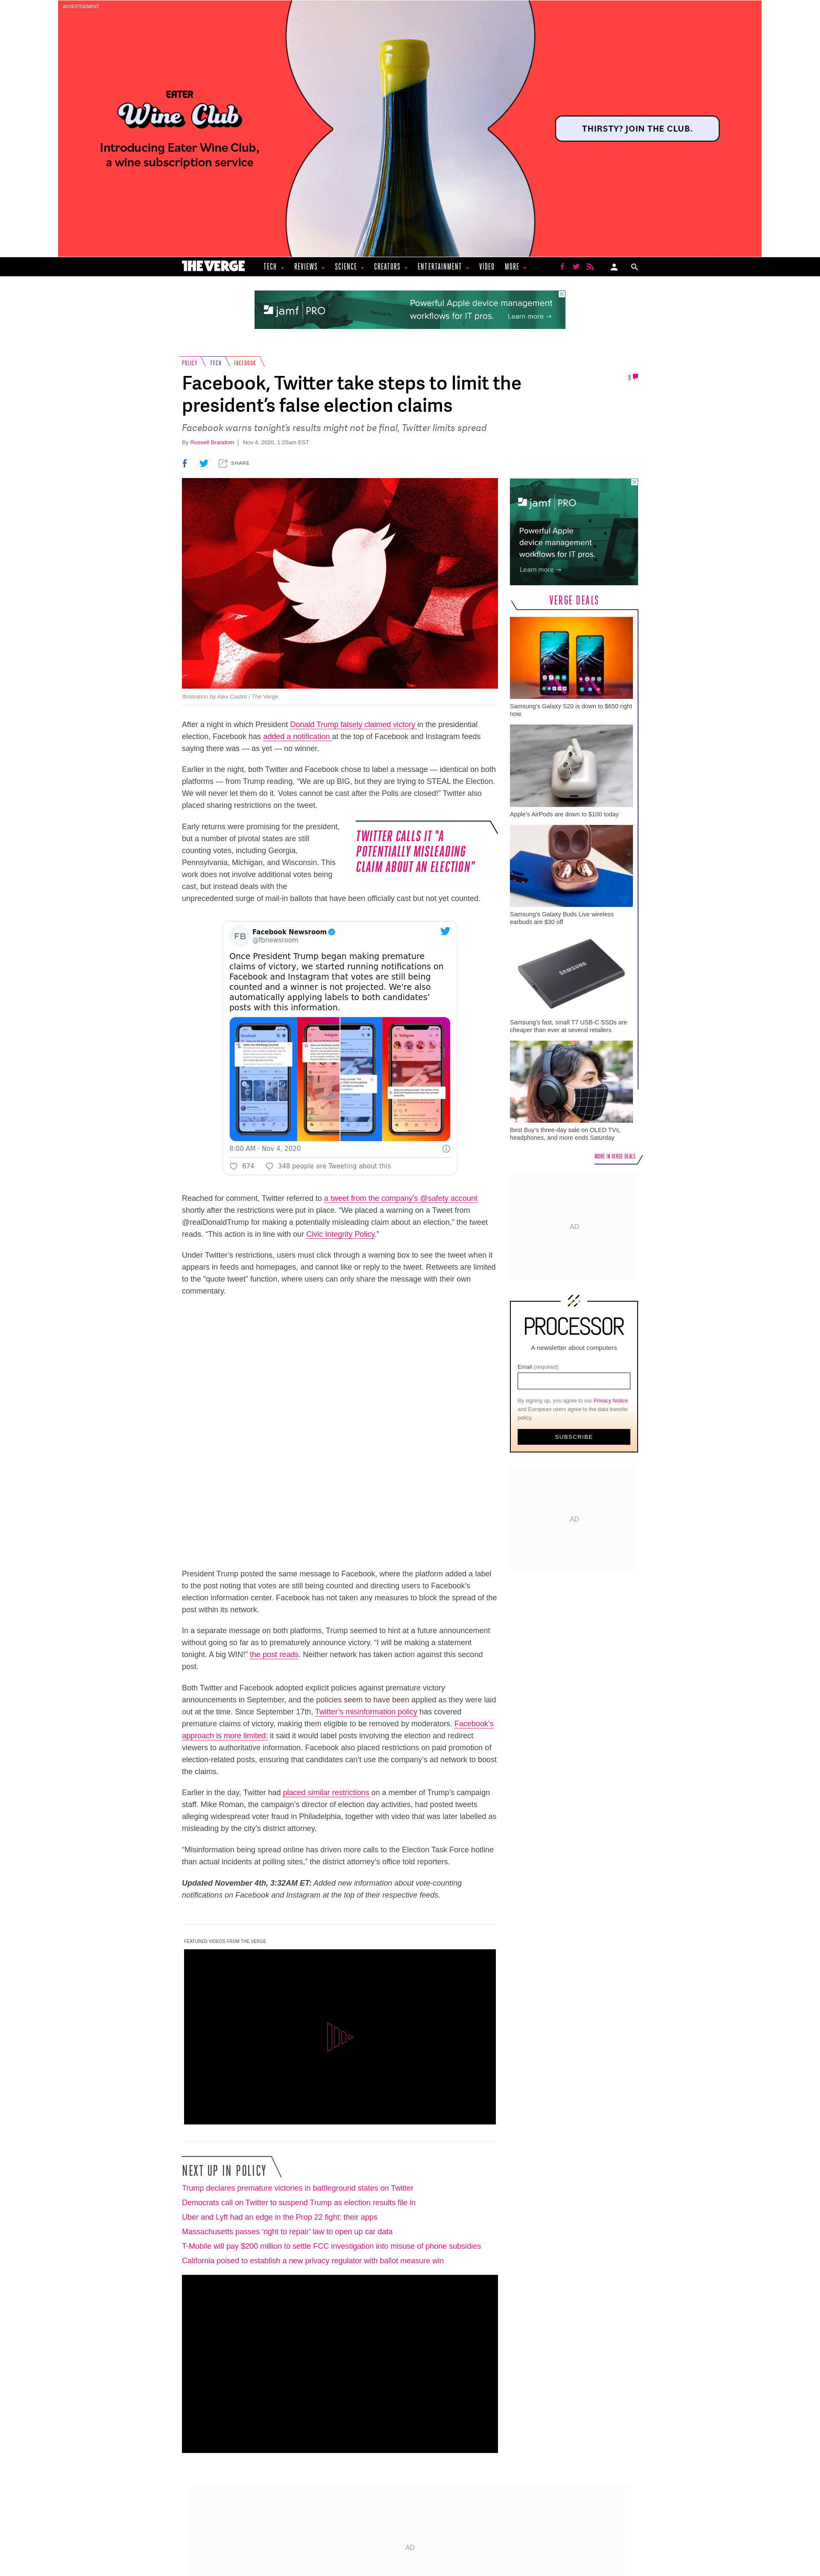 ADVERTISEMENT
EATER
Wine Club
Introducing Eater Wine Club,
a wine subscription service
THIRSTY? JOIN THE CLUB.
THE VERGE
TECH
REVIEWS
SCIENCE
CREATORS
ENTERTAINMENT
VIDEO
MORE
jamf PRO
Powerful Apple device management
workflows for IT pros. Learn more →
POLICY
TECH
FACEBOOK
Facebook, Twitter take steps to limit the
president’s false election claims
9
Facebook warns tonight’s results might not be final, Twitter limits spread
By Russell Brandom | Nov 4, 2020, 1:25am EST
SHARE
Illustration by Alex Castro / The Verge
After a night in which President Donald Trump falsely claimed victory in the presidential
election, Facebook has added a notification at the top of Facebook and Instagram feeds
saying there was — as yet — no winner.
Earlier in the night, both Twitter and Facebook chose to label a message — identical on both
platforms — from Trump reading, “We are up BIG, but they are trying to STEAL the Election.
We will never let them do it. Votes cannot be cast after the Polls are closed!” Twitter also
placed sharing restrictions on the tweet.
Early returns were promising for the president,
but a number of pivotal states are still
counting votes, including Georgia,
Pennsylvania, Michigan, and Wisconsin. This
work does not involve additional votes being
cast, but instead deals with the
unprecedented surge of mail-in ballots that have been officially cast but not yet counted.
TWITTER CALLS IT "A
POTENTIALLY MISLEADING
CLAIM ABOUT AN ELECTION"
FB
Facebook Newsroom
@fbnewsroom
Once President Trump began making premature
claims of victory, we started running notifications on
Facebook and Instagram that votes are still being
counted and a winner is not projected. We're also
automatically applying labels to both candidates’
posts with this information.
8:00 AM · Nov 4, 2020
674
348 people are Tweeting about this
Reached for comment, Twitter referred to a tweet from the company’s @safety account
shortly after the restrictions were put in place. “We placed a warning on a Tweet from
@realDonaldTrump for making a potentially misleading claim about an election,” the tweet
reads. “This action is in line with our Civic Integrity Policy.”
Under Twitter’s restrictions, users must click through a warning box to see the tweet when it
appears in feeds and homepages, and cannot like or reply to the tweet. Retweets are limited
to the “quote tweet” function, where users can only share the message with their own
commentary.
President Trump posted the same message to Facebook, where the platform added a label
to the post noting that votes are still being counted and directing users to Facebook’s
election information center. Facebook has not taken any measures to block the spread of the
post within its network.
In a separate message on both platforms, Trump seemed to hint at a future announcement
without going so far as to prematurely announce victory. “I will be making a statement
tonight. A big WIN!” the post reads. Neither network has taken action against this second
post.
Both Twitter and Facebook adopted explicit policies against premature victory
announcements in September, and the policies seem to have been applied as they were laid
out at the time. Since September 17th, Twitter’s misinformation policy has covered
premature claims of victory, making them eligible to be removed by moderators. Facebook’s
approach is more limited: it said it would label posts involving the election and redirect
viewers to authoritative information. Facebook also placed restrictions on paid promotion of
election-related posts, ensuring that candidates can’t use the company’s ad network to boost
the claims.
Earlier in the day, Twitter had placed similar restrictions on a member of Trump’s campaign
staff. Mike Roman, the campaign’s director of election day activities, had posted tweets
alleging widespread voter fraud in Philadelphia, together with video that was later labelled as
misleading by the city’s district attorney.
“Misinformation being spread online has driven more calls to the Election Task Force hotline
than actual incidents at polling sites,” the district attorney’s office told reporters.
Updated November 4th, 3:32AM ET: Added new information about vote-counting
notifications on Facebook and Instagram at the top of their respective feeds.
FEATURED VIDEOS FROM THE VERGE
NEXT UP IN POLICY
Trump declares premature victories in battleground states on Twitter
Democrats call on Twitter to suspend Trump as election results file in
Uber and Lyft had an edge in the Prop 22 fight: their apps
Massachusetts passes ‘right to repair’ law to open up car data
T-Mobile will pay $200 million to settle FCC investigation into misuse of phone subsidies
California poised to establish a new privacy regulator with ballot measure win
AD
jamf PRO
Powerful Apple
device management
workflows for IT pros.
Learn more →
VERGE DEALS
Samsung’s Galaxy S20 is down to $650 right
now
Apple’s AirPods are down to $100 today
Samsung’s Galaxy Buds Live wireless
earbuds are $30 off
SAMSUNG
Samsung’s fast, small T7 USB-C SSDs are
cheaper than ever at several retailers
Best Buy’s three-day sale on OLED TVs,
headphones, and more ends Saturday
MORE IN VERGE DEALS
AD
PROCESSOR
A newsletter about computers
Email (required)
By signing up, you agree to our Privacy Notice
and European users agree to the data transfer
policy.
SUBSCRIBE
AD